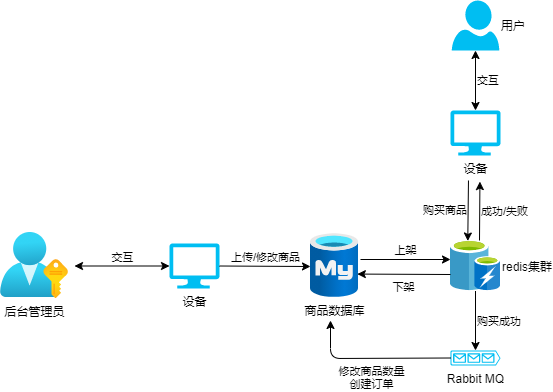 用户
交互
设备
购买商品
成功/失败
交互
上传/修改商品
My
上架
redis集群
下架
后台管理员
设备
商品数据库
购买成功
修改商品数量
创建订单
Rabbit MQ